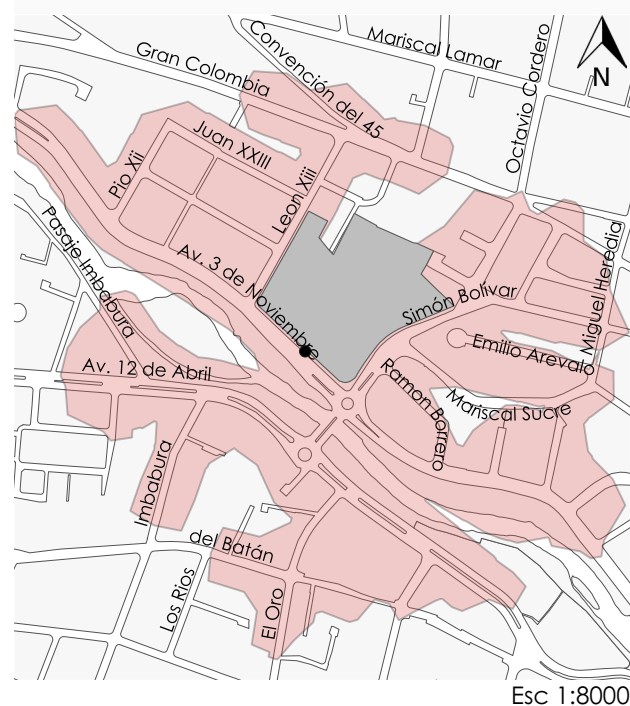 Mariscal Lamar
Convención del 45
Gran Colombia
Octavio Cordero
N
Juan XXIII
Pio Xii
Leon Xiii
Pasaje Imbabura
Av. 3 de Noviembre
Miguel Heredia
Simón Bolívar
Emilio Arevalo
Av. 12 de Abril
Ramon Borrero
Mariscal Sucre
Imbabura
del Batán
Los Rios
El Oro
Esc 1:8000